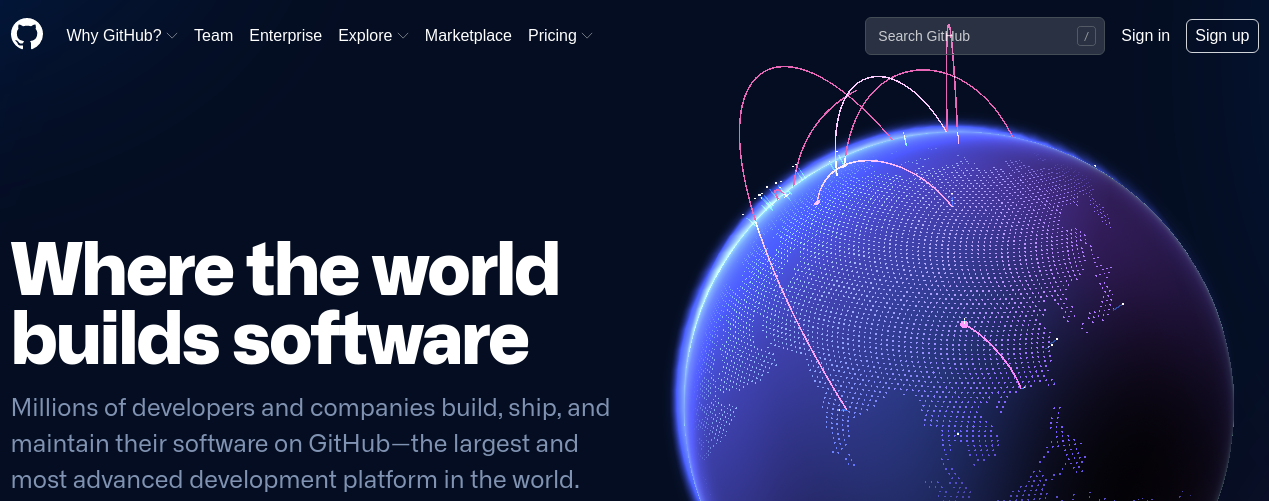 Why GitHub? Team Enterprise Explore Marketplace Pricing Search GitHub / Sign in Sign up
Where the world
builds software
Millions of developers and companies build, ship, and
maintain their software on GitHub—the largest and
most advanced development platform in the world.